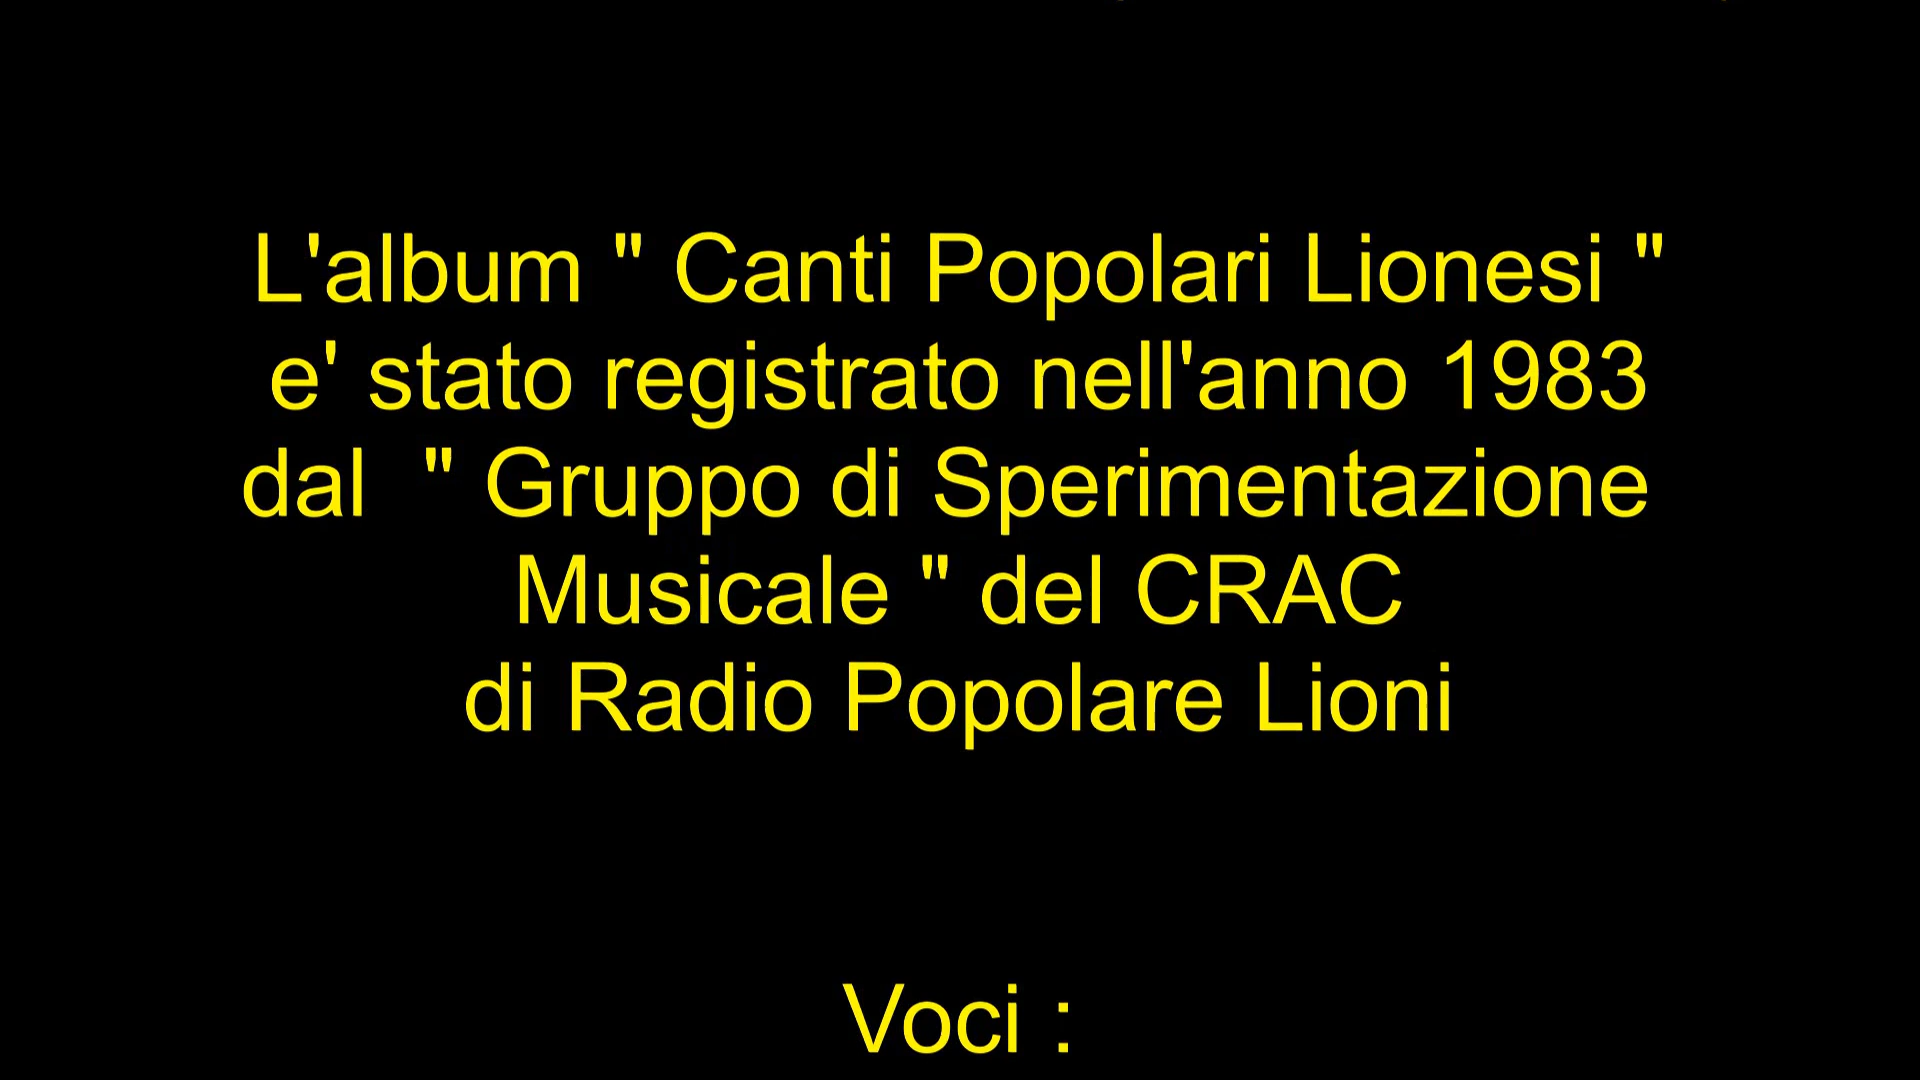 L'album " Canti Popolari Lionesi "
e' stato registrato nell'anno 1983
dal  " Gruppo di Sperimentazione
Musicale " del CRAC
di Radio Popolare Lioni
Voci :